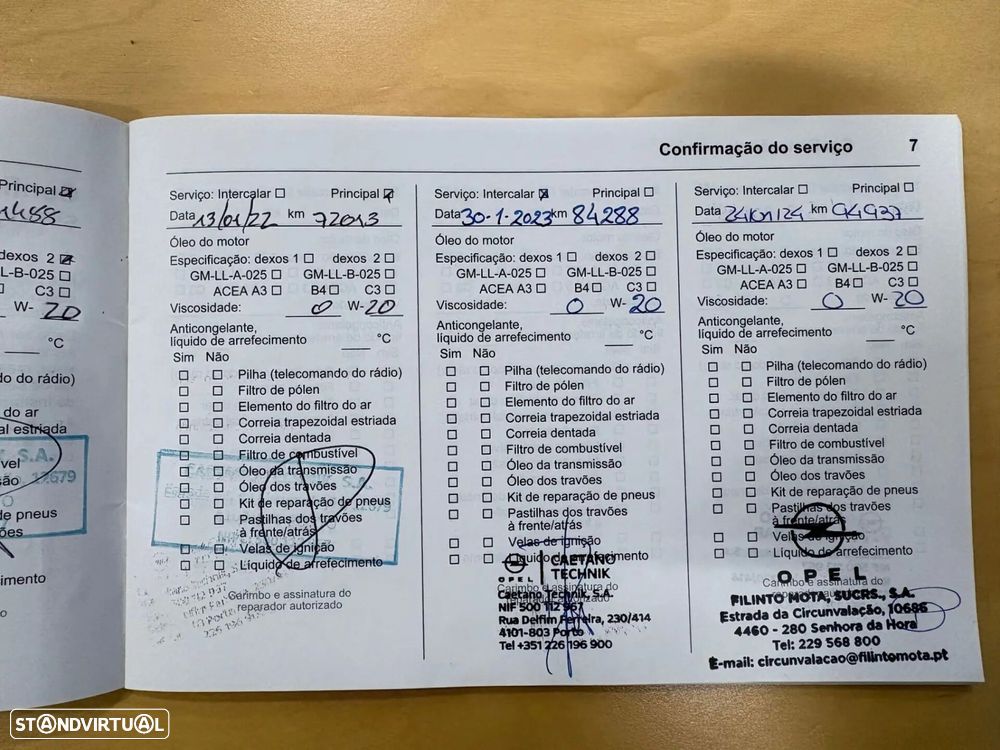 Confirmação do serviço 7
Principal
dexos 2
LL-B-025
C3
W- 20
°C
do do rádio)
do ar
al estriada
vel
são
S.A.
de pneus
ões
imento
Serviço: Intercalar Principal
Data 13/01/22 km 72013
Óleo do motor
Especificação: dexos 1 dexos 2
GM-LL-A-025 GM-LL-B-025
ACEA A3 B4 C3
Viscosidade: 0 W- 20
Anticongelante,
líquido de arrefecimento °C
Sim Não
Pilha (telecomando do rádio)
Filtro de pólen
Elemento do filtro do ar
Correia trapezoidal estriada
Correia dentada
Filtro de combustível
Óleo da transmissão
Óleo dos travões
Kit de reparação de pneus
Pastilhas dos travões
à frente/atrás
Velas de ignição
Líquido de arrefecimento
Carimbo e assinatura do
reparador autorizado
Serviço: Intercalar Principal
Data 30-1-2023 km 84288
Óleo do motor
Especificação: dexos 1 dexos 2
GM-LL-A-025 GM-LL-B-025
ACEA A3 B4 C3
Viscosidade: 0 W- 20
Anticongelante,
líquido de arrefecimento °C
Sim Não
Pilha (telecomando do rádio)
Filtro de pólen
Elemento do filtro do ar
Correia trapezoidal estriada
Correia dentada
Filtro de combustível
Óleo da transmissão
Óleo dos travões
Kit de reparação de pneus
Pastilhas dos travões
à frente/atrás
Velas de ignição
Líquido de arrefecimento
Carimbo e assinatura do
reparador autorizado
OPEL
CAETANO
TECHNIK
Caetano Technik, S.A.
NIF 500 112 967
Rua Delfim Ferreira, 230/414
4101-803 Porto
Tel +351 226 196 900
Serviço: Intercalar Principal
Data 24/01/24 km 94937
Óleo do motor
Especificação: dexos 1 dexos 2
GM-LL-A-025 GM-LL-B-025
ACEA A3 B4 C3
Viscosidade: 0 W- 20
Anticongelante,
líquido de arrefecimento °C
Sim Não
Pilha (telecomando do rádio)
Filtro de pólen
Elemento do filtro do ar
Correia trapezoidal estriada
Correia dentada
Filtro de combustível
Óleo da transmissão
Óleo dos travões
Kit de reparação de pneus
Pastilhas dos travões
à frente/atrás
Velas de ignição
Líquido de arrefecimento
Carimbo e assinatura do
OPEL
FILINTO MOTA, SUCRS., S.A.
Estrada da Circunvalação, 10686
4460 - 280 Senhora da Hora
Tel: 229 568 800
E-mail: circunvalacao@filintomota.pt
STANDVIRTUAL